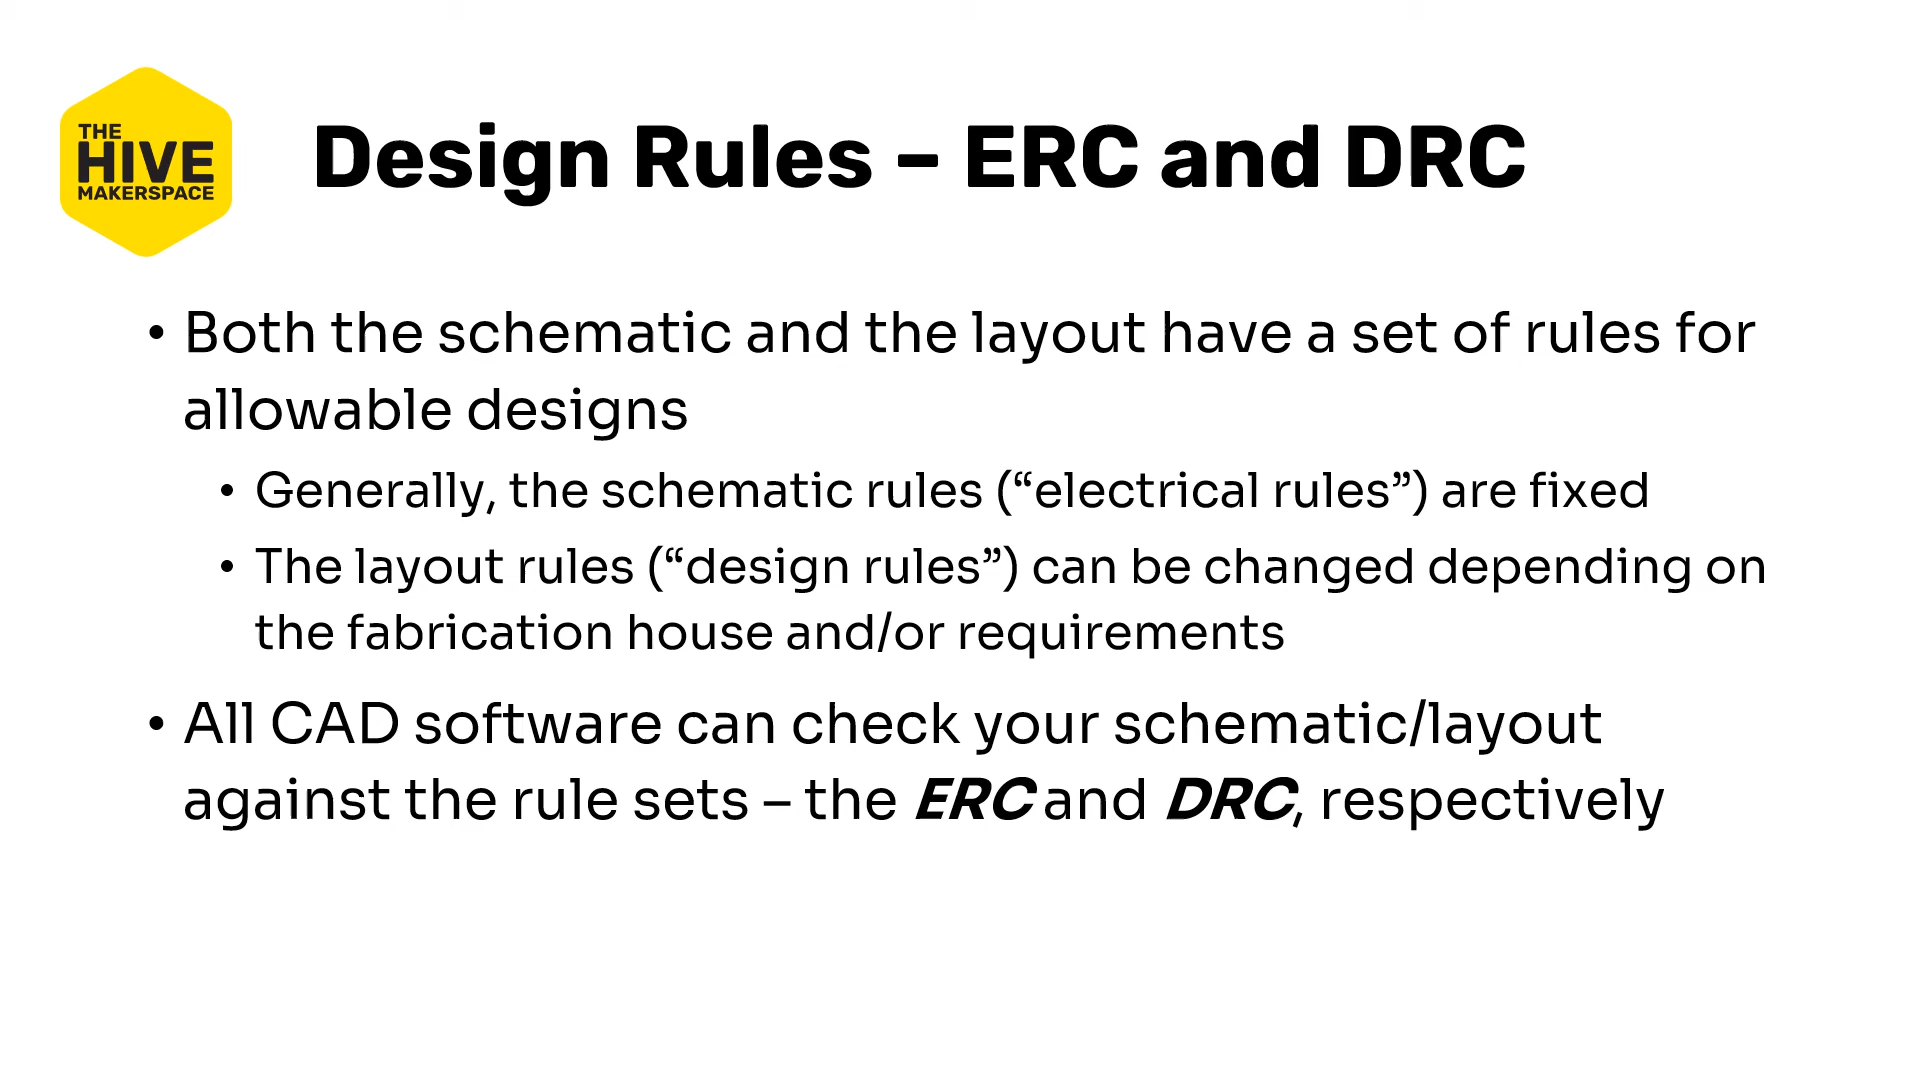 THE
HIVE
MAKERSPACE
Design Rules – ERC and DRC
• Both the schematic and the layout have a set of rules for
allowable designs
• Generally, the schematic rules (“electrical rules”) are fixed
• The layout rules (“design rules”) can be changed depending on
the fabrication house and/or requirements
• All CAD software can check your schematic/layout
against the rule sets – the ERC and DRC, respectively